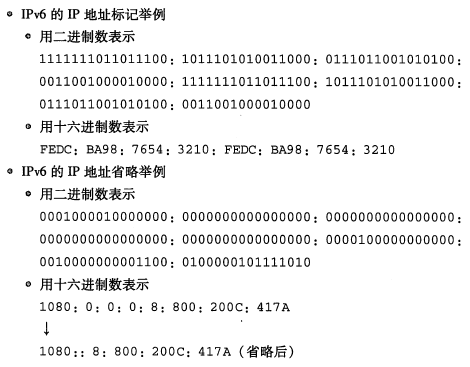 • IPv6 的 IP 地址标记举例
• 用二进制数表示
1111111011011100: 1011101010011000: 0111011001010100:
0011001000010000: 1111111011011100: 1011101010011000:
0111011001010100: 0011001000010000
• 用十六进制数表示
FEDC: BA98: 7654: 3210: FEDC: BA98: 7654: 3210
• IPv6 的 IP 地址省略举例
• 用二进制数表示
0001000010000000: 0000000000000000: 0000000000000000:
0000000000000000: 0000000000000000: 0000100000000000:
0010000000001100: 0100000101111010
• 用十六进制数表示
1080: 0: 0: 0: 8: 800: 200C: 417A
↓
1080:: 8: 800: 200C: 417A (省略后)